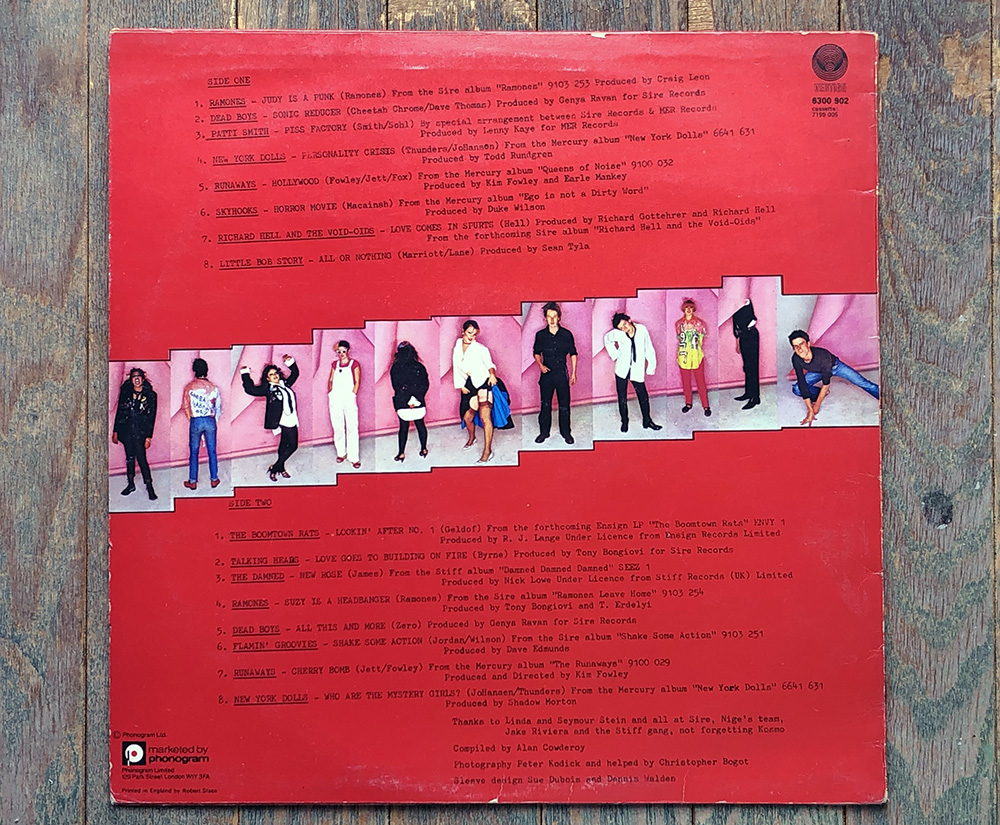 VERTIGO
6300 902
cassette:
7199 005
SIDE ONE
1. RAMONES - JUDY IS A PUNK (Ramones) From the Sire album "Ramones" 9103 253 Produced by Craig Leon
2. DEAD BOYS - SONIC REDUCER (Cheetah Chrome/Dave Thomas) Produced by Genya Ravan for Sire Records
3. PATTI SMITH - PISS FACTORY (Smith/Sohl) By special arrangement between Sire Records & MER Records
Produced by Lenny Kaye for MER Records
4. NEW YORK DOLLS - PERSONALITY CRISIS (Thunders/JoHansen) From the Mercury album "New York Dolls" 6641 631
Produced by Todd Rundgren
5. RUNAWAYS - HOLLYWOOD (Fowley/Jett/Fox) From the Mercury album "Queens of Noise" 9100 032
Produced by Kim Fowley and Earle Mankey
6. SKYHOOKS - HORROR MOVIE (Macainsh) From the Mercury album "Ego is not a Dirty Word"
Produced by Duke Wilson
7. RICHARD HELL AND THE VOID-OIDS - LOVE COMES IN SPURTS (Hell) Produced by Richard Gottehrer and Richard Hell
From the forthcoming Sire album "Richard Hell and the Void-Oids"
8. LITTLE BOB STORY - ALL OR NOTHING (Marriott/Lane) Produced by Sean Tyla
SIDE TWO
1. THE BOOMTOWN RATS - LOOKIN' AFTER NO. 1 (Geldof) From the forthcoming Ensign LP "The Boomtown Rats" ENVY 1
Produced by R. J. Lange Under Licence from Ensign Records Limited
2. TALKING HEADS - LOVE GOES TO BUILDING ON FIRE (Byrne) Produced by Tony Bongiovi for Sire Records
3. THE DAMNED - NEW ROSE (James) From the Stiff album "Damned Damned Damned" SEEZ 1
Produced by Nick Lowe Under Licence from Stiff Records (UK) Limited
4. RAMONES - SUZY IS A HEADBANGER (Ramones) From the Sire album "Ramones Leave Home" 9103 254
Produced by Tony Bongiovi and T. Erdelyi
5. DEAD BOYS - ALL THIS AND MORE (Zero) Produced by Genya Ravan for Sire Records
6. FLAMIN' GROOVIES - SHAKE SOME ACTION (Jordan/Wilson) From the Sire album "Shake Some Action" 9103 251
Produced by Dave Edmunds
7. RUNAWAYS - CHERRY BOMB (Jett/Fowley) From the Mercury album "The Runaways" 9100 029
Produced and Directed by Kim Fowley
8. NEW YORK DOLLS - WHO ARE THE MYSTERY GIRLS? (JoHansen/Thunders) From the Mercury album "New York Dolls" 6641 631
Produced by Shadow Morton
Thanks to Linda and Seymour Stein and all at Sire, Nige's team,
Jake Riviera and the Stiff gang, not forgetting Kosmo
Compiled by Alan Cowderoy
Photography Peter Kodick and helped by Christopher Bogot
Sleeve design Sue Dubois and Dennis Walden
© Phonogram Ltd.
marketed by
phonogram
Phonogram Limited
129 Park Street London W1Y 3FA
Printed in England by Robert Stace